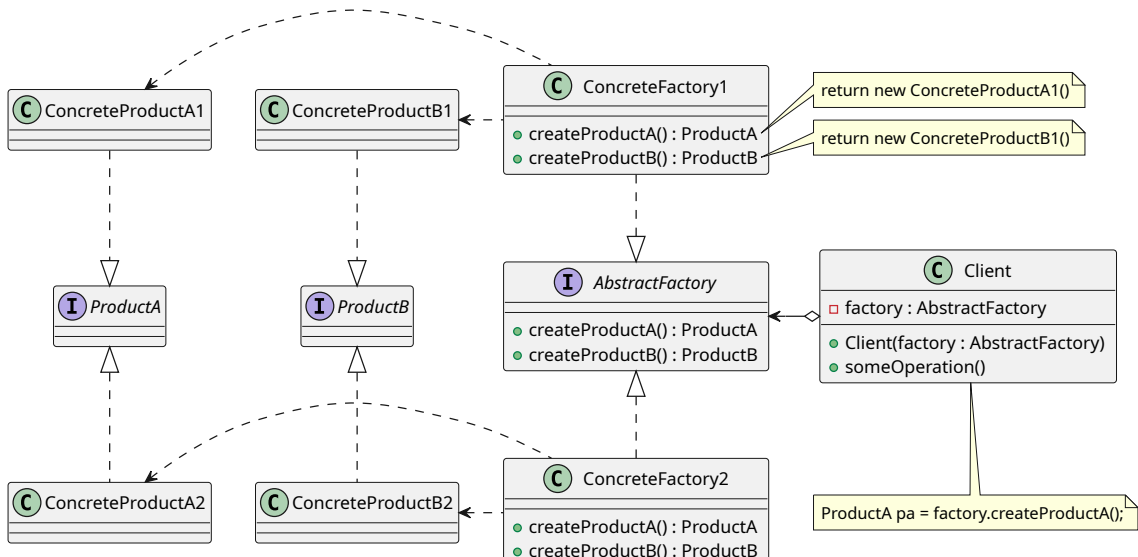 C ConcreteProductA1
C ConcreteProductB1
C ConcreteFactory1
createProductA() : ProductA
createProductB() : ProductB
return new ConcreteProductA1()
return new ConcreteProductB1()
I ProductA
I ProductB
I AbstractFactory
createProductA() : ProductA
createProductB() : ProductB
C Client
factory : AbstractFactory
Client(factory : AbstractFactory)
someOperation()
C ConcreteProductA2
C ConcreteProductB2
C ConcreteFactory2
createProductA() : ProductA
createProductB() : ProductB
ProductA pa = factory.createProductA();